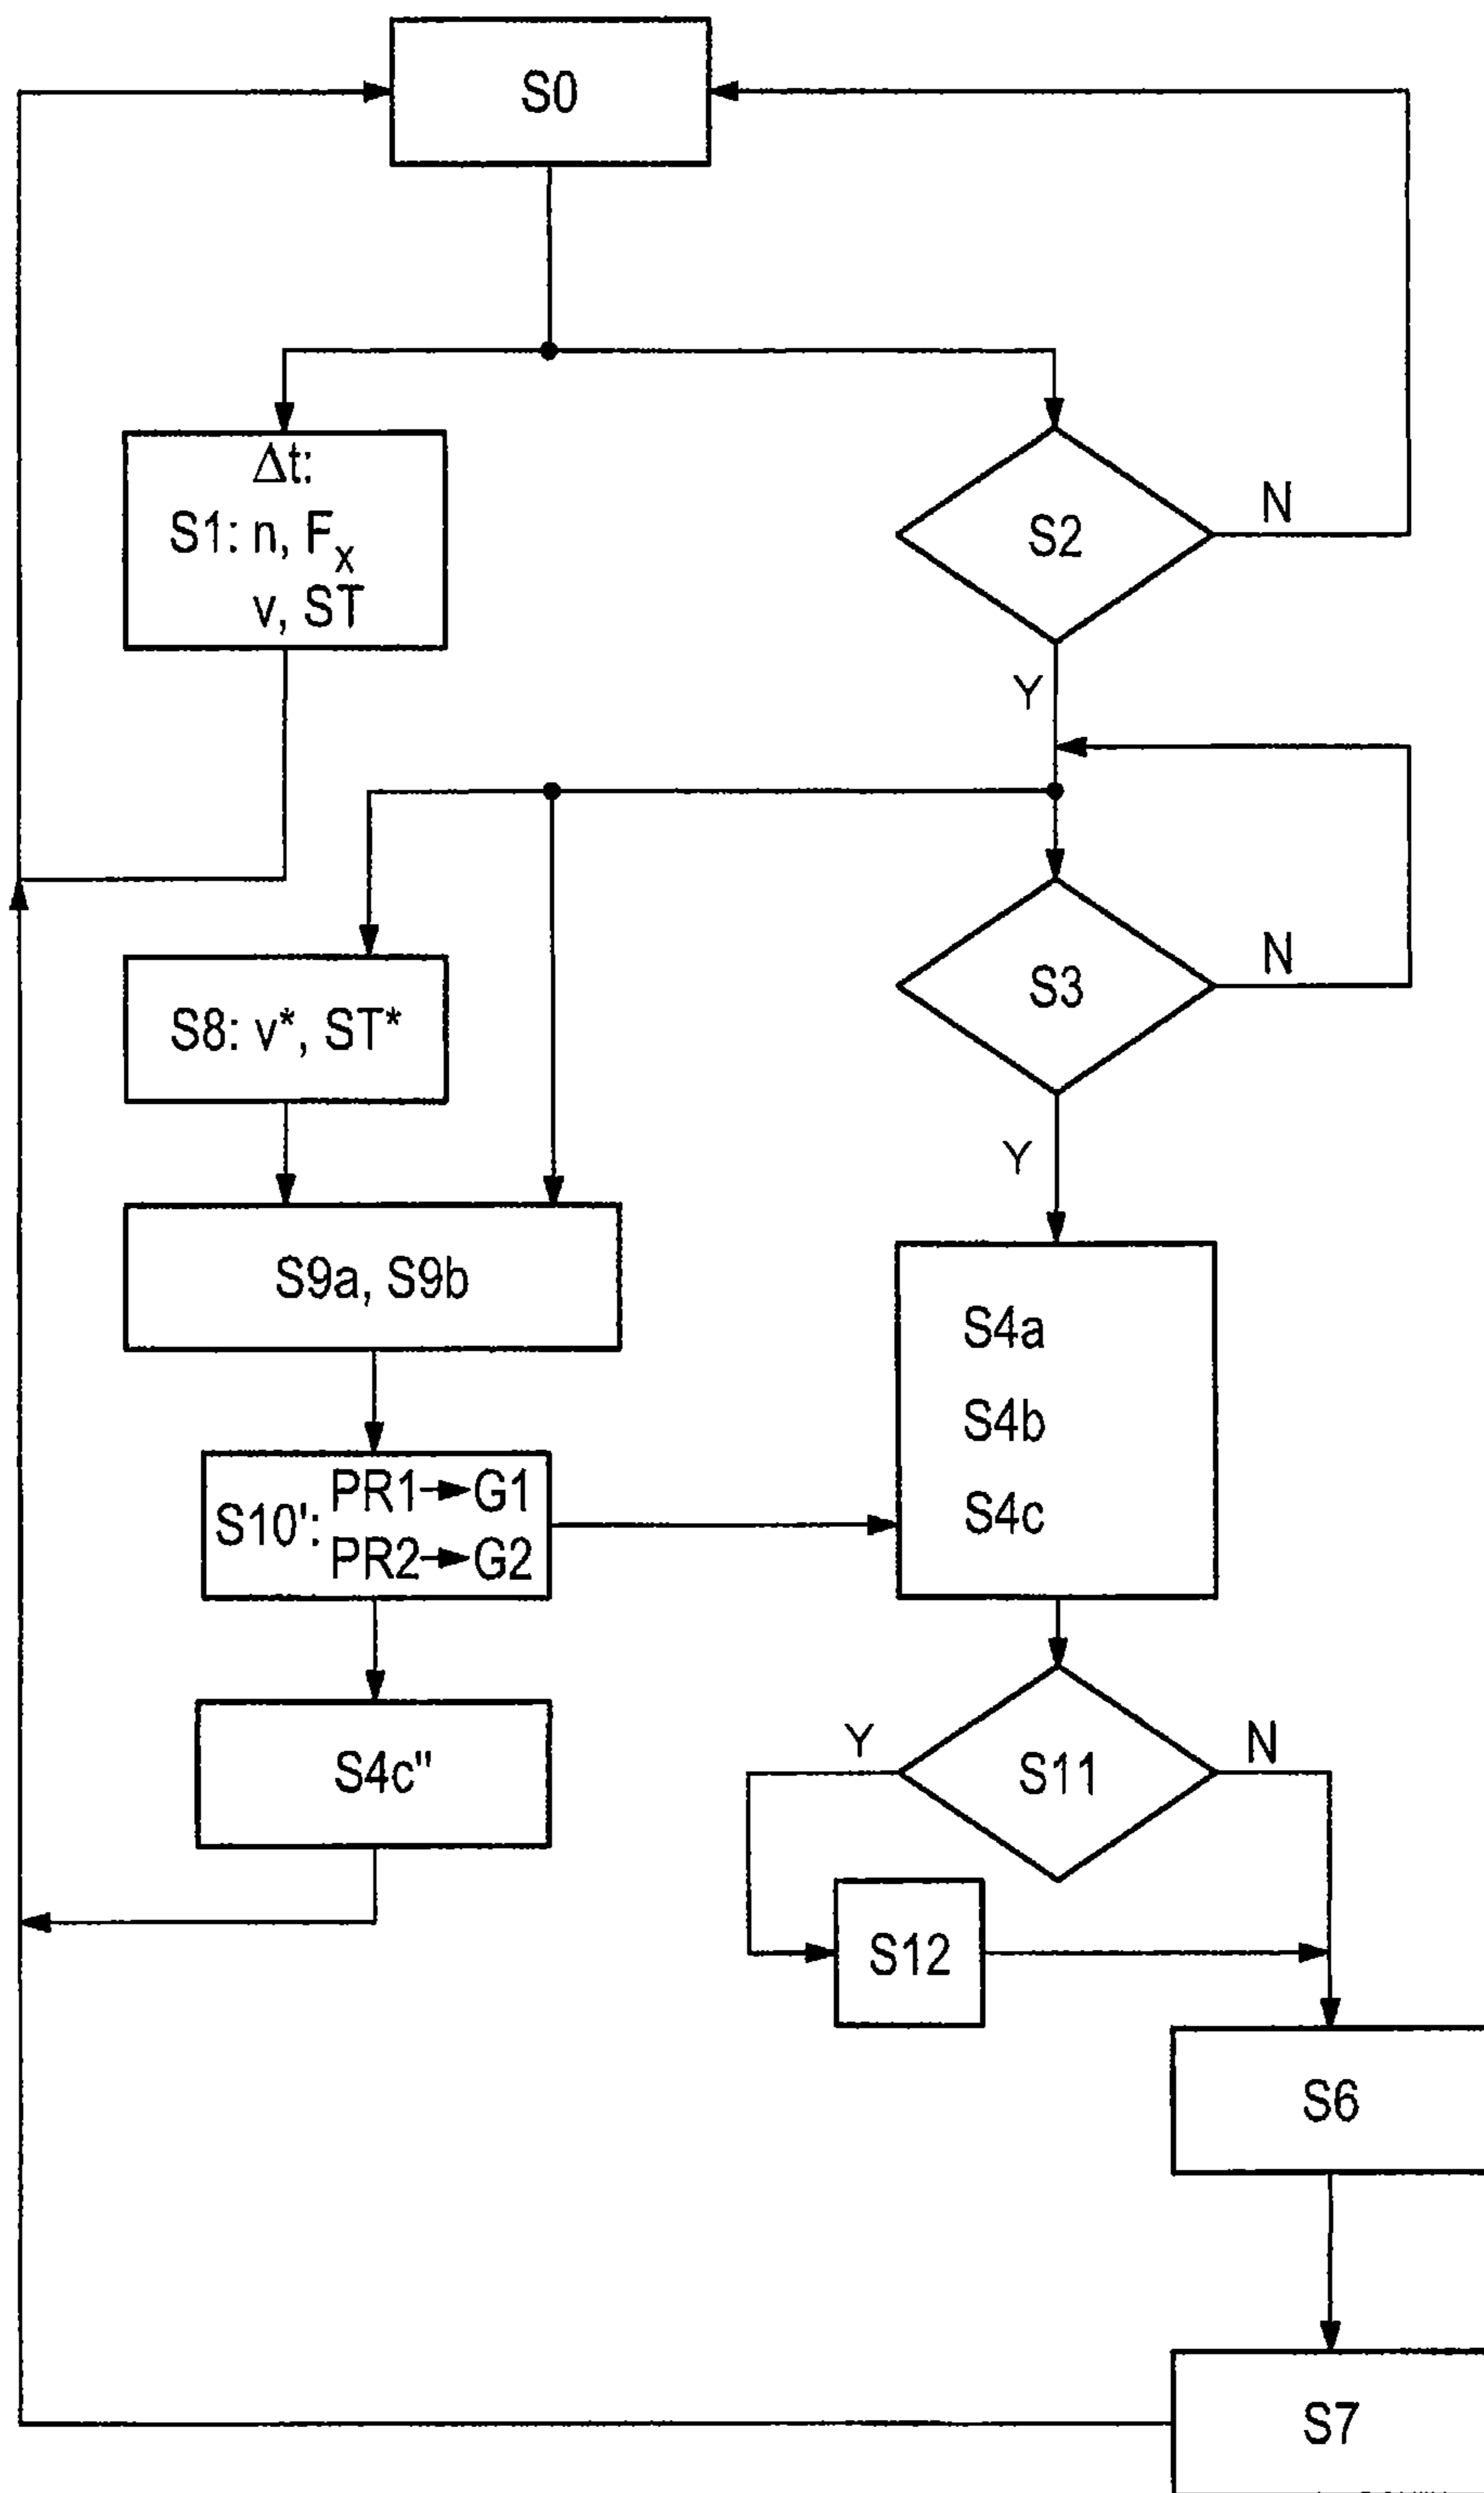 S0
Δt:
S1: n, Fx
v, ST
S2
N
Y
S3
N
Y
S8: v*, ST*
S9a, S9b
S4a
S4b
S4c
S10':
PR1→G1
PR2→G2
S4c"
Y
S11
N
S12
S6
S7